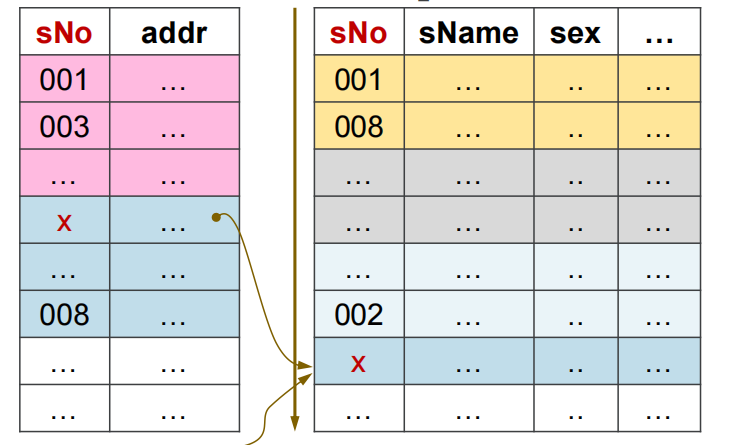 sNo addr
001 ...
003 ...
... ...
x ...
... ...
008 ...
... ...
... ...
sNo sName sex ...
001 ... .. ...
008 ... .. ...
... ... .. ...
... ... .. ...
... ... .. ...
002 ... .. ...
x ... .. ...
... ... .. ...